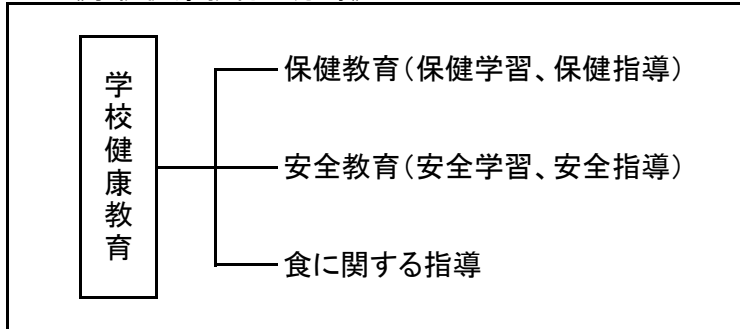 学校健康教育
保健教育(保健学習、保健指導)
安全教育(安全学習、安全指導)
食に関する指導